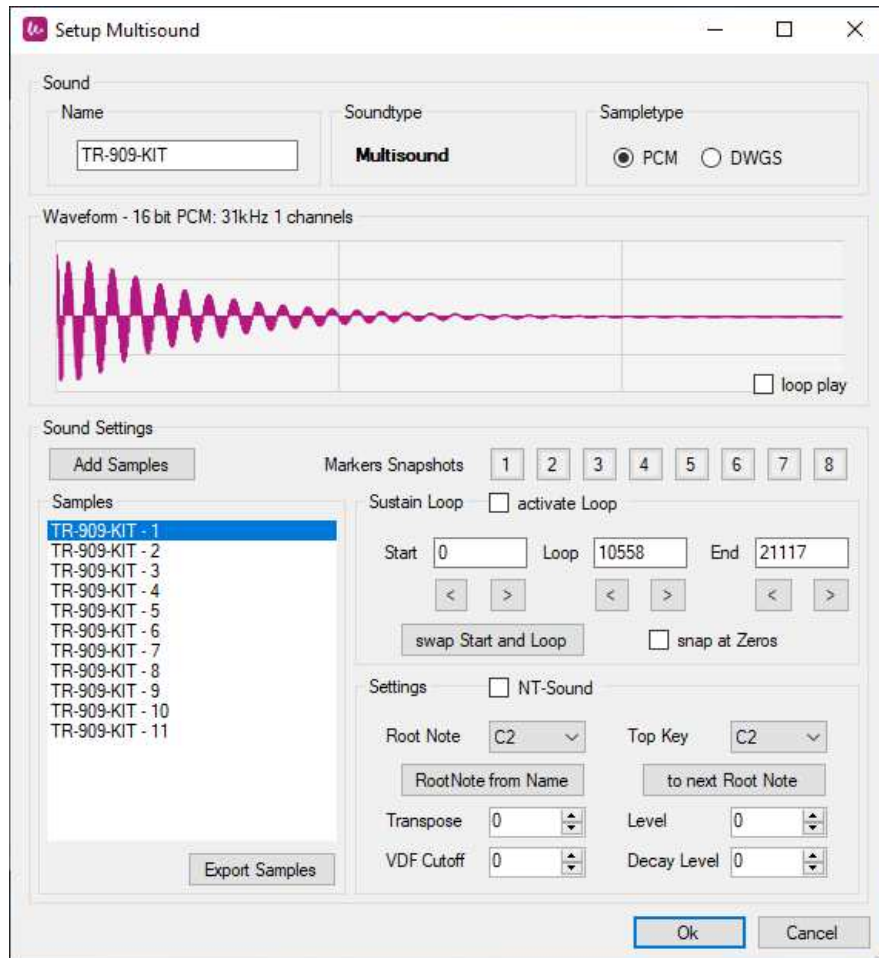 Setup Multisound
Sound
Name
Soundtype
Sampletype
TR-909-KIT
Multisound
PCM
DWGS
Waveform - 16 bit PCM: 31kHz 1 channels
loop play
Sound Settings
Add Samples
Markers Snapshots
1 2 3 4 5 6 7 8
Samples
TR-909-KIT - 1
TR-909-KIT - 2
TR-909-KIT - 3
TR-909-KIT - 4
TR-909-KIT - 5
TR-909-KIT - 6
TR-909-KIT - 7
TR-909-KIT - 8
TR-909-KIT - 9
TR-909-KIT - 10
TR-909-KIT - 11
Export Samples
Sustain Loop activate Loop
Start 0 Loop 10558 End 21117
< > < > < >
swap Start and Loop snap at Zeros
Settings NT-Sound
Root Note C2 Top Key C2
RootNote from Name to next Root Note
Transpose 0 Level 0
VDF Cutoff 0 Decay Level 0
Ok Cancel